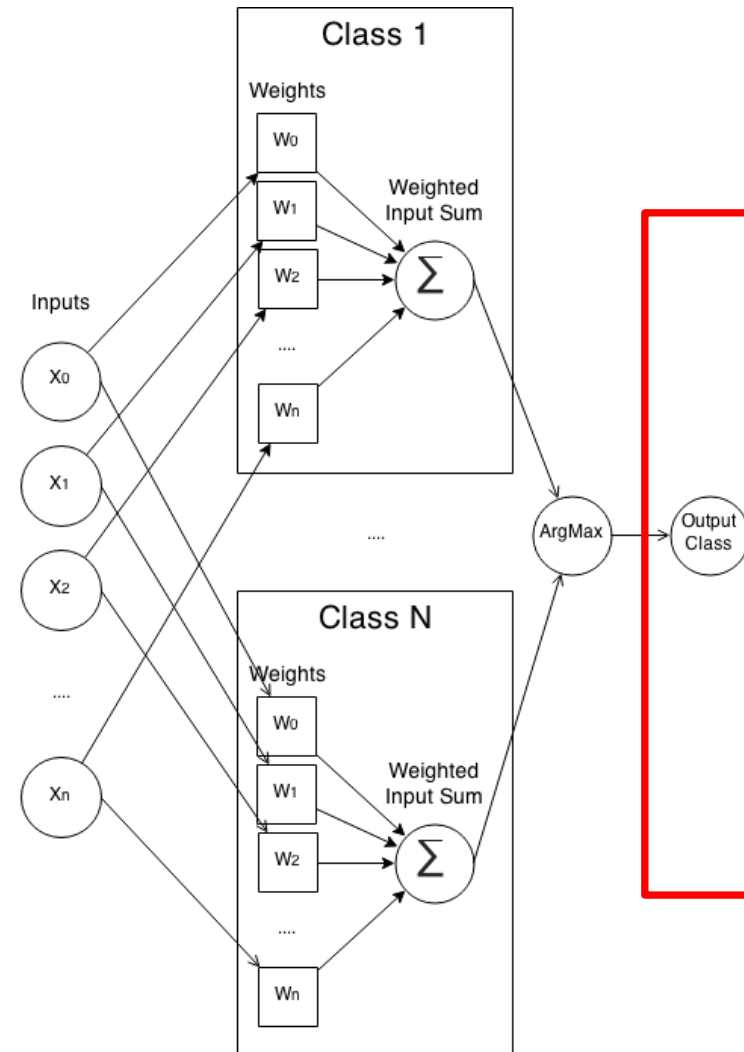 Class 1
Weights
W0
W1
W2
....
Wn
Weighted
Input Sum
Σ
Inputs
X0
X1
X2
....
Xn
....
ArgMax
Output
Class
Class N
Weights
W0
W1
W2
....
Wn
Weighted
Input Sum
Σ